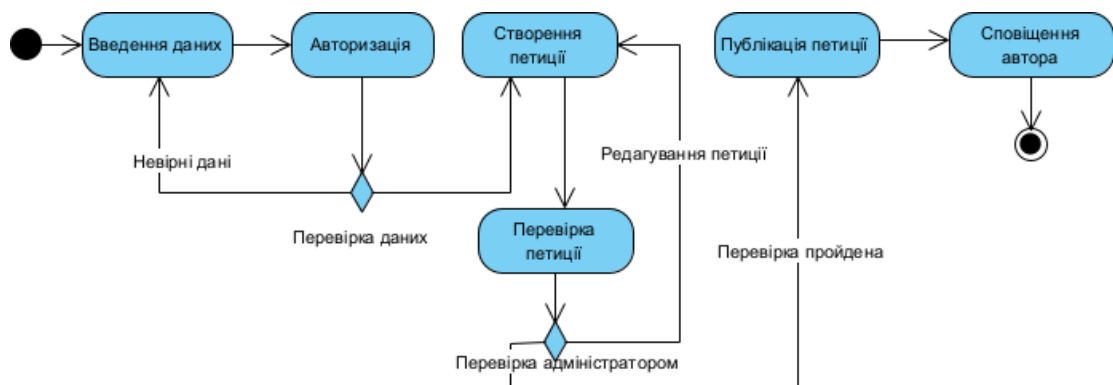 Введення даних
Авторизація
Створення
петиції
Публікація петиції
Сповіщення
автора
Невірні дані
Редагування петиції
Перевірка даних
Перевірка
петиції
Перевірка пройдена
Перевірка адміністратором